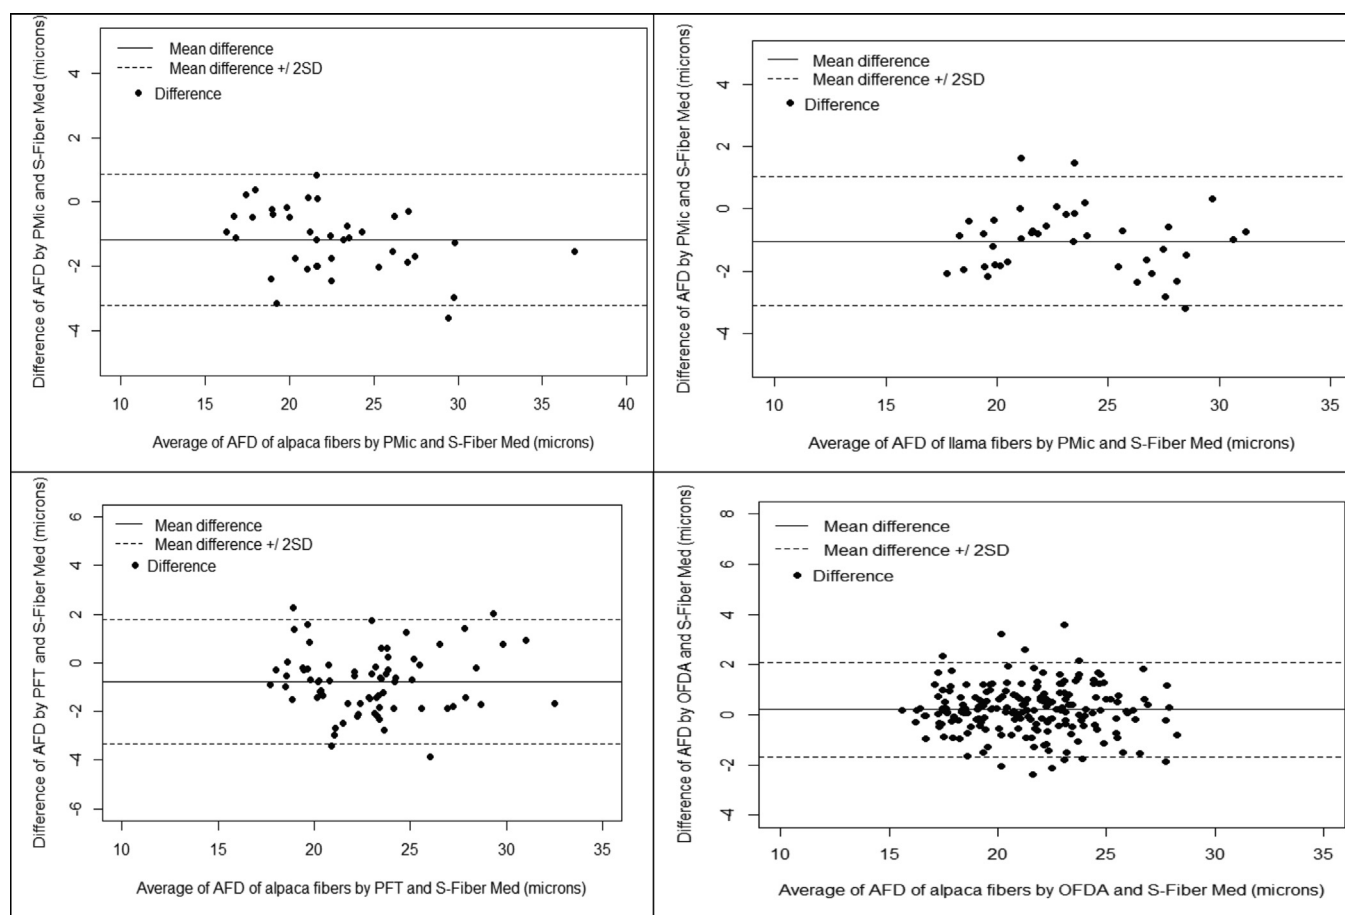 Difference of AFD by PMic and S-Fiber Med (microns)
Mean difference
Mean difference +/ 2SD
Difference
4
2
0
-2
-4
10 15 20 25 30 35 40
Average of AFD of alpaca fibers by PMic and S-Fiber Med (microns)
Difference of AFD by PMic and S-Fiber Med (microns)
Mean difference
Mean difference +/ 2SD
Difference
4
2
0
-2
-4
10 15 20 25 30 35
Average of AFD of llama fibers by PMic and S-Fiber Med (microns)
Difference of AFD by PFT and S-Fiber Med (microns)
Mean difference
Mean difference +/ 2SD
Difference
6
4
2
0
-2
-4
-6
10 15 20 25 30 35
Average of AFD of alpaca fibers by PFT and S-Fiber Med (microns)
Difference of AFD by OFDA and S-Fiber Med (microns)
Mean difference
Mean difference +/ 2SD
Difference
8
6
4
2
0
-2
-4
10 15 20 25 30 35
Average of AFD of alpaca fibers by OFDA and S-Fiber Med (microns)